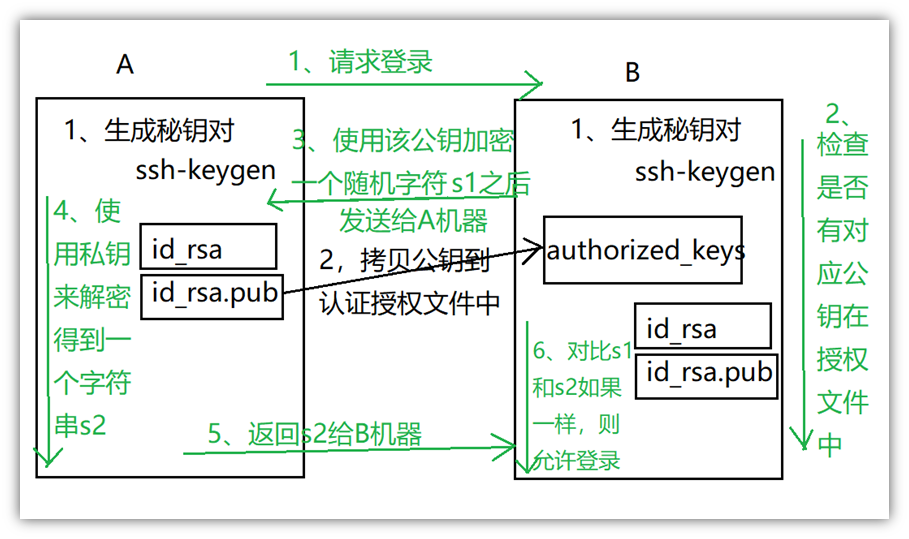 A
B
1、请求登录
1、生成秘钥对
ssh-keygen
3、使用该公钥加密
一个随机字符s1之后
发送给A机器
1、生成秘钥对
ssh-keygen
2、
检查
是否
有对
应公
钥在
授权
文件
中
4、使
用私钥
来解密
得到一
个字符
串s2
id_rsa
id_rsa.pub
2，拷贝公钥到
认证授权文件中
authorized_keys
id_rsa
id_rsa.pub
6、对比s1
和s2如果
一样，则
允许登录
5、返回s2给B机器